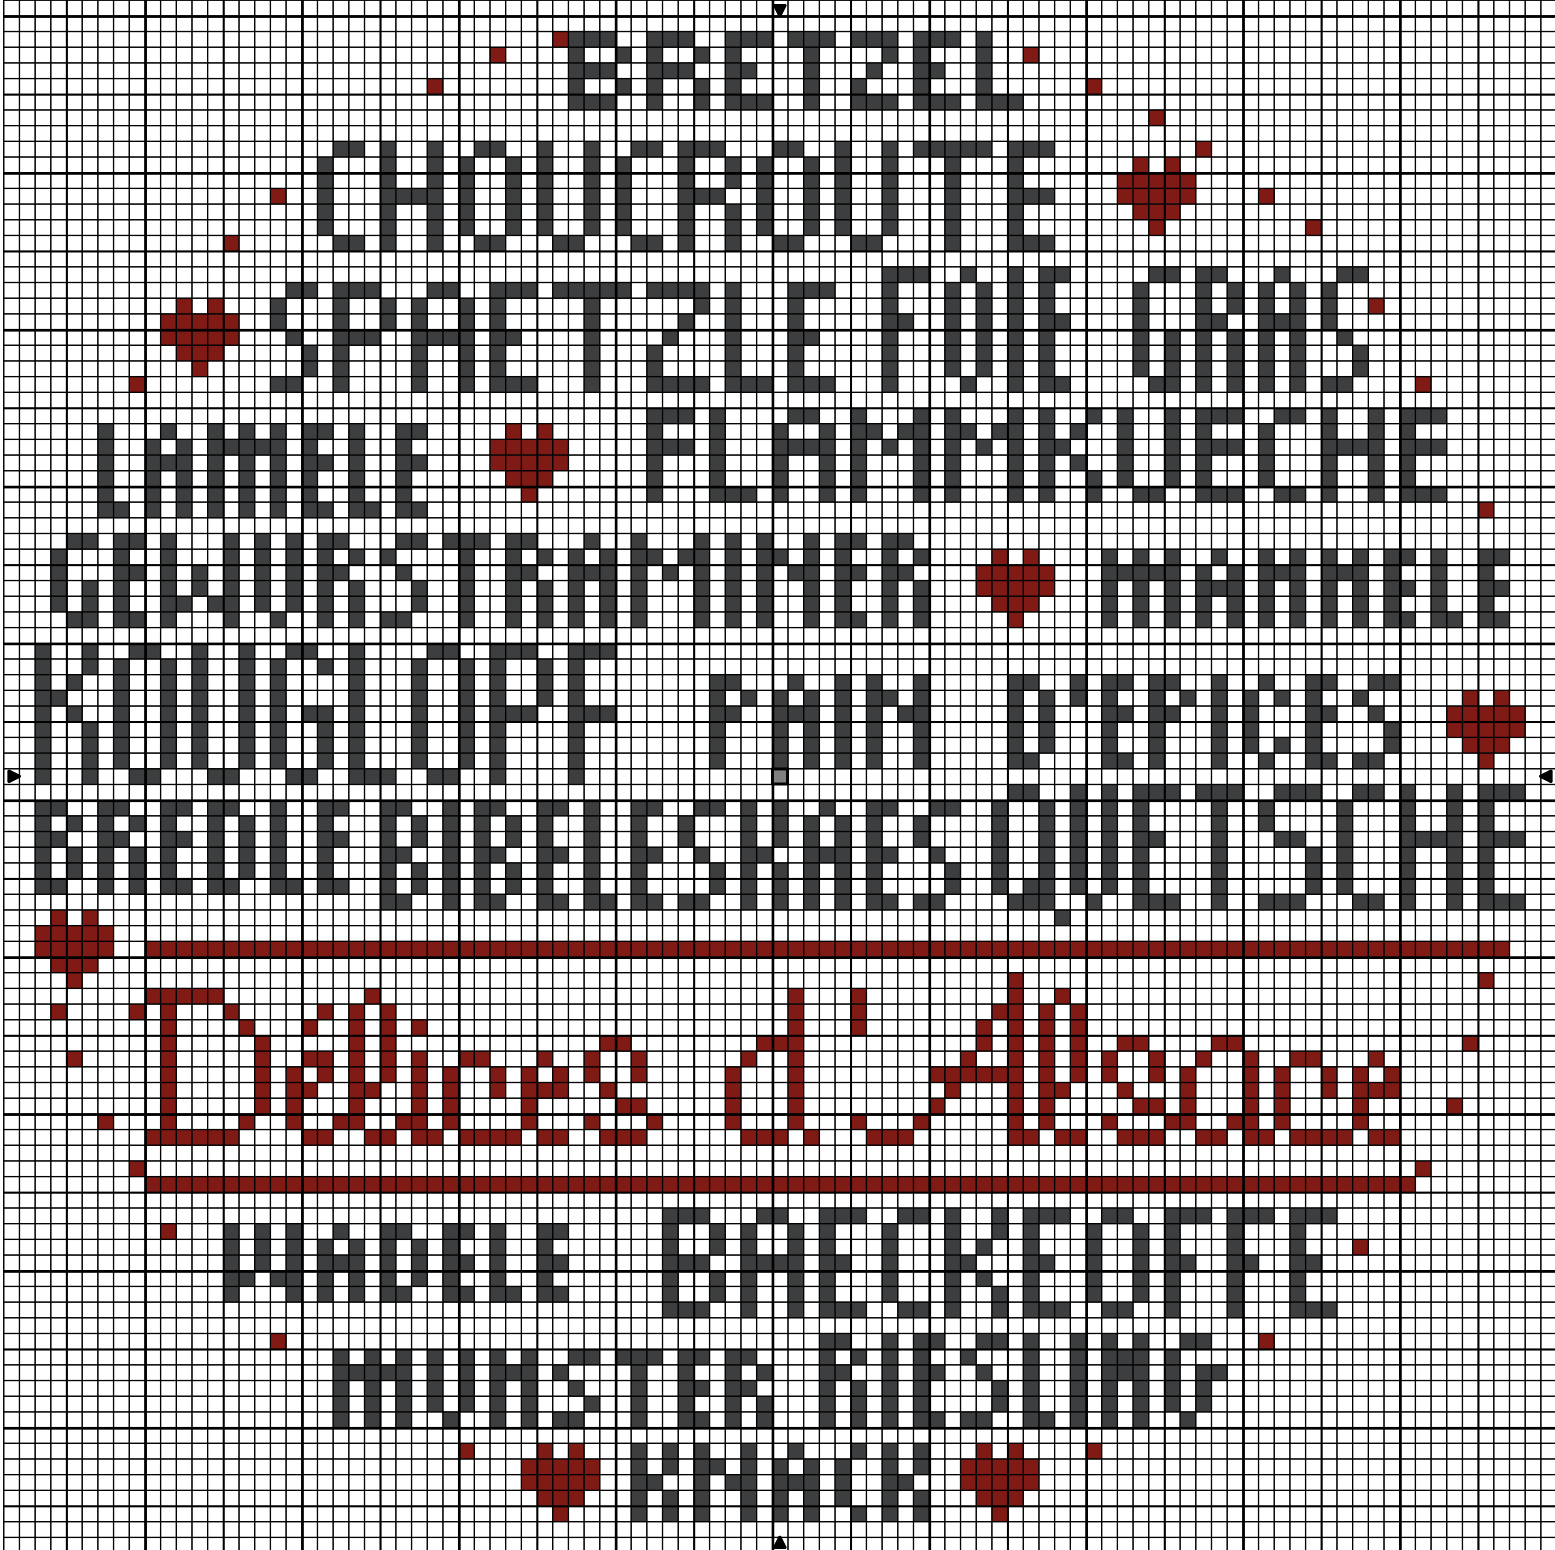 BRETZEL
CHOUCROUTE
SPAETZLE FOIE GRAS
LAMELE FLAMMKUECHE
GEWURSTRAMINER MANNELE
KOUGLOPF PAIN D'EPICES
BREDLE BIBELESKAES QUETSCHE
Délices d'Alsace
WADELE BAECKEOFFE
MUNSTER RIESLING
KNACK